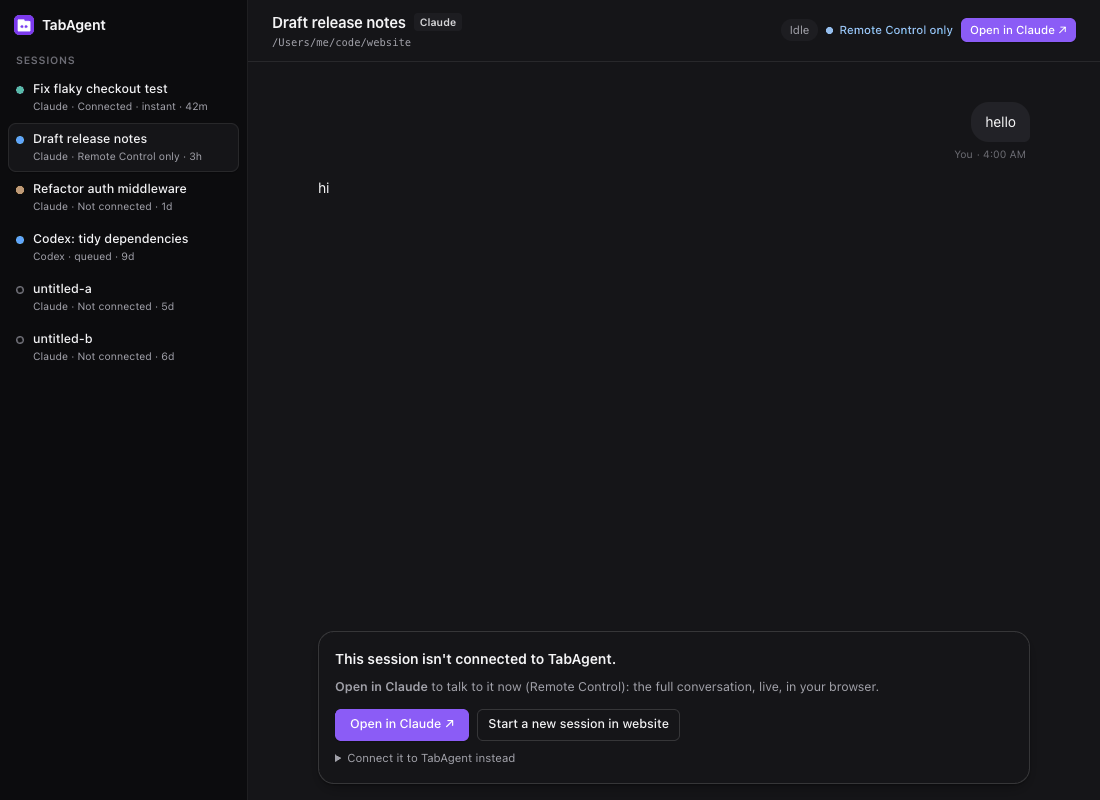 TabAgent
SESSIONS
Fix flaky checkout test
Claude · Connected · instant · 42m
Draft release notes
Claude · Remote Control only · 3h
Refactor auth middleware
Claude · Not connected · 1d
Codex: tidy dependencies
Codex · queued · 9d
untitled-a
Claude · Not connected · 5d
untitled-b
Claude · Not connected · 6d
Draft release notes Claude
/Users/me/code/website
Idle Remote Control only Open in Claude ↗
hello
You · 4:00 AM
hi
This session isn't connected to TabAgent.
Open in Claude to talk to it now (Remote Control): the full conversation, live, in your browser.
Open in Claude ↗ Start a new session in website
▶ Connect it to TabAgent instead